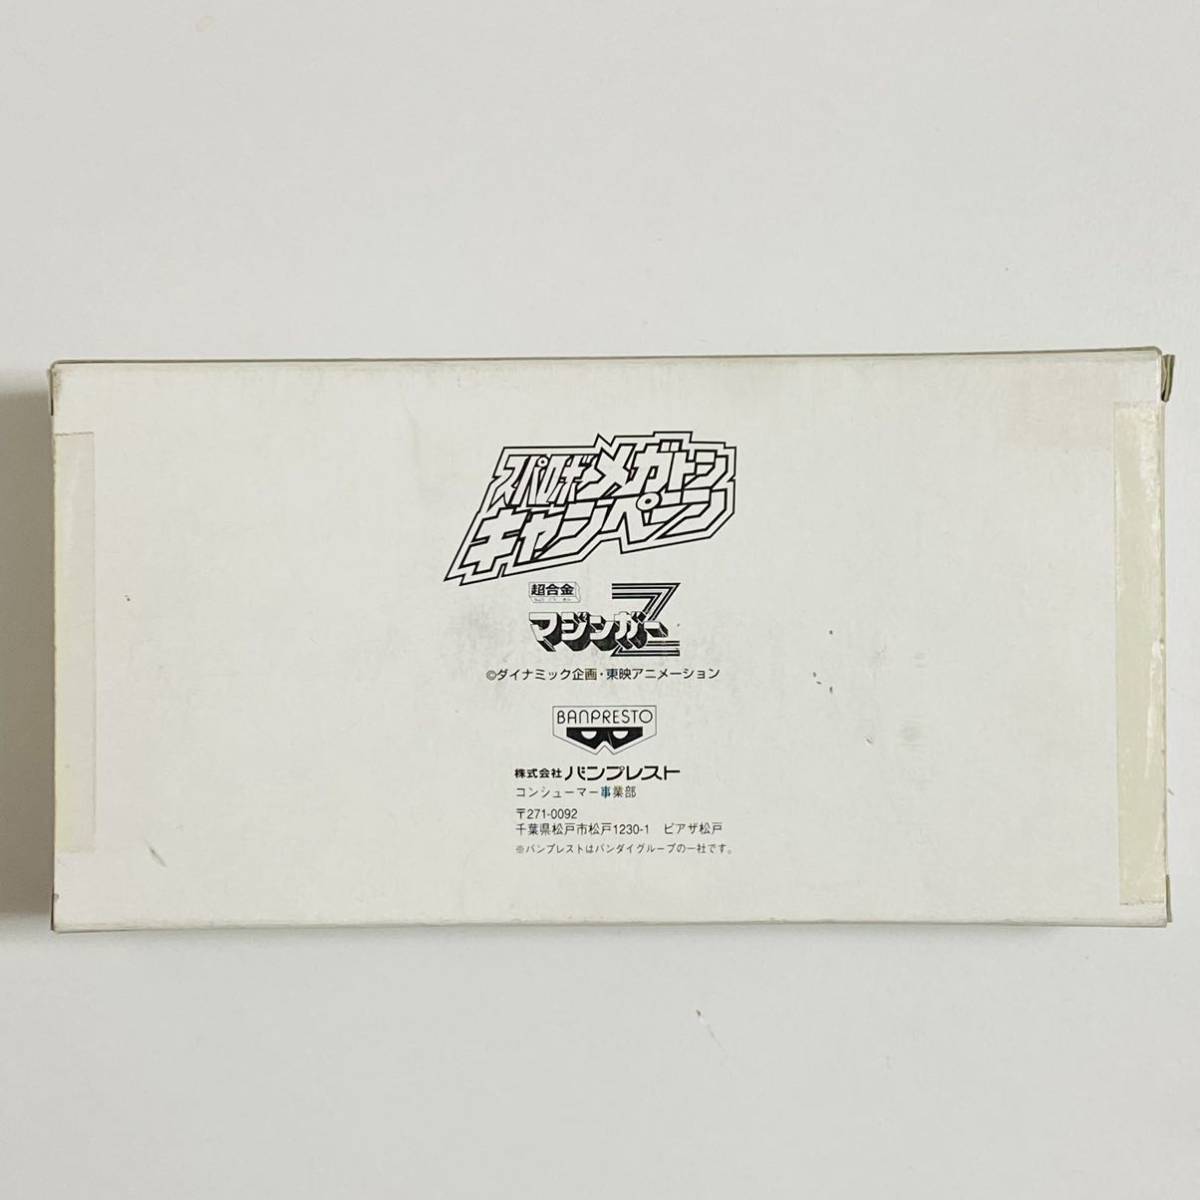 スパロボメガトン
キャンペーン
超合金
マジンガーZ
©ダイナミック企画・東映アニメーション
BANPRESTO
株式会社 バンプレスト
コンシューマー事業部
〒271-0092
千葉県松戸市松戸1230-1 ピアザ松戸
※バンプレストはバンダイグループの一社です。